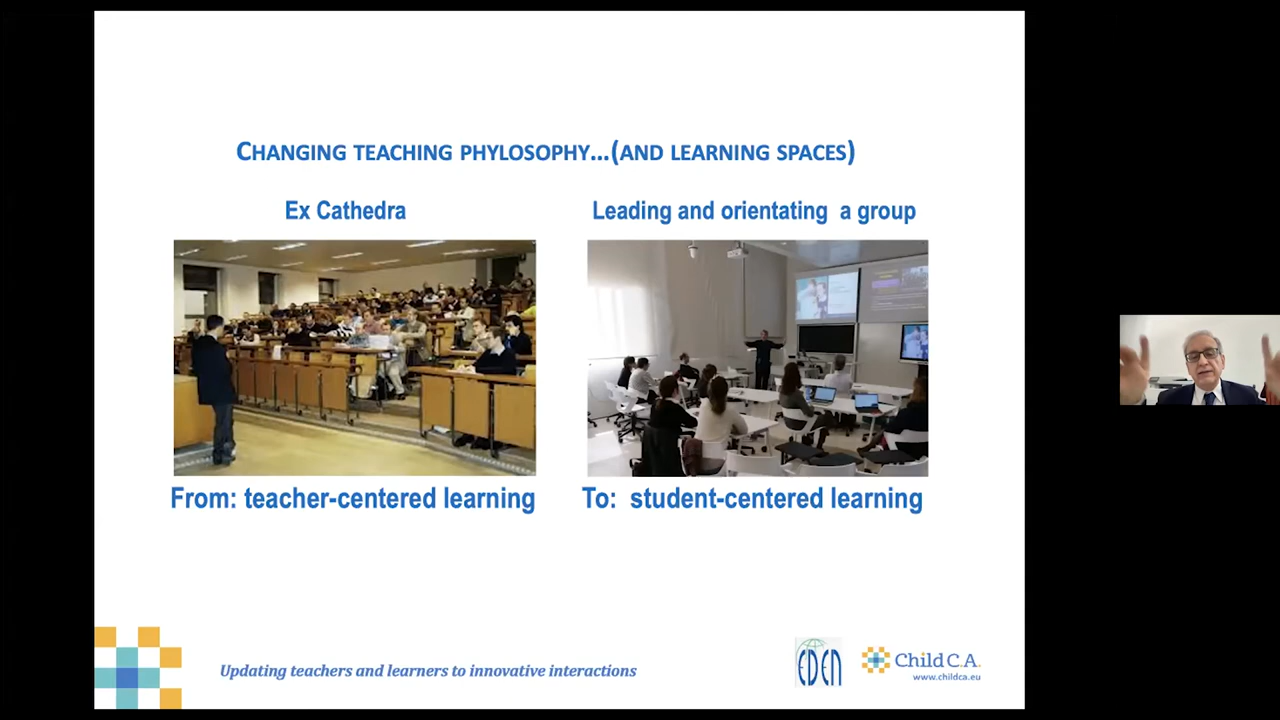 CHANGING TEACHING PHYLOSOPHY...(AND LEARNING SPACES)
Ex Cathedra
Leading and orientating a group
From: teacher-centered learning
To: student-centered learning
Updating teachers and learners to innovative interactions
EDEN
Child C.A.
www.childca.eu